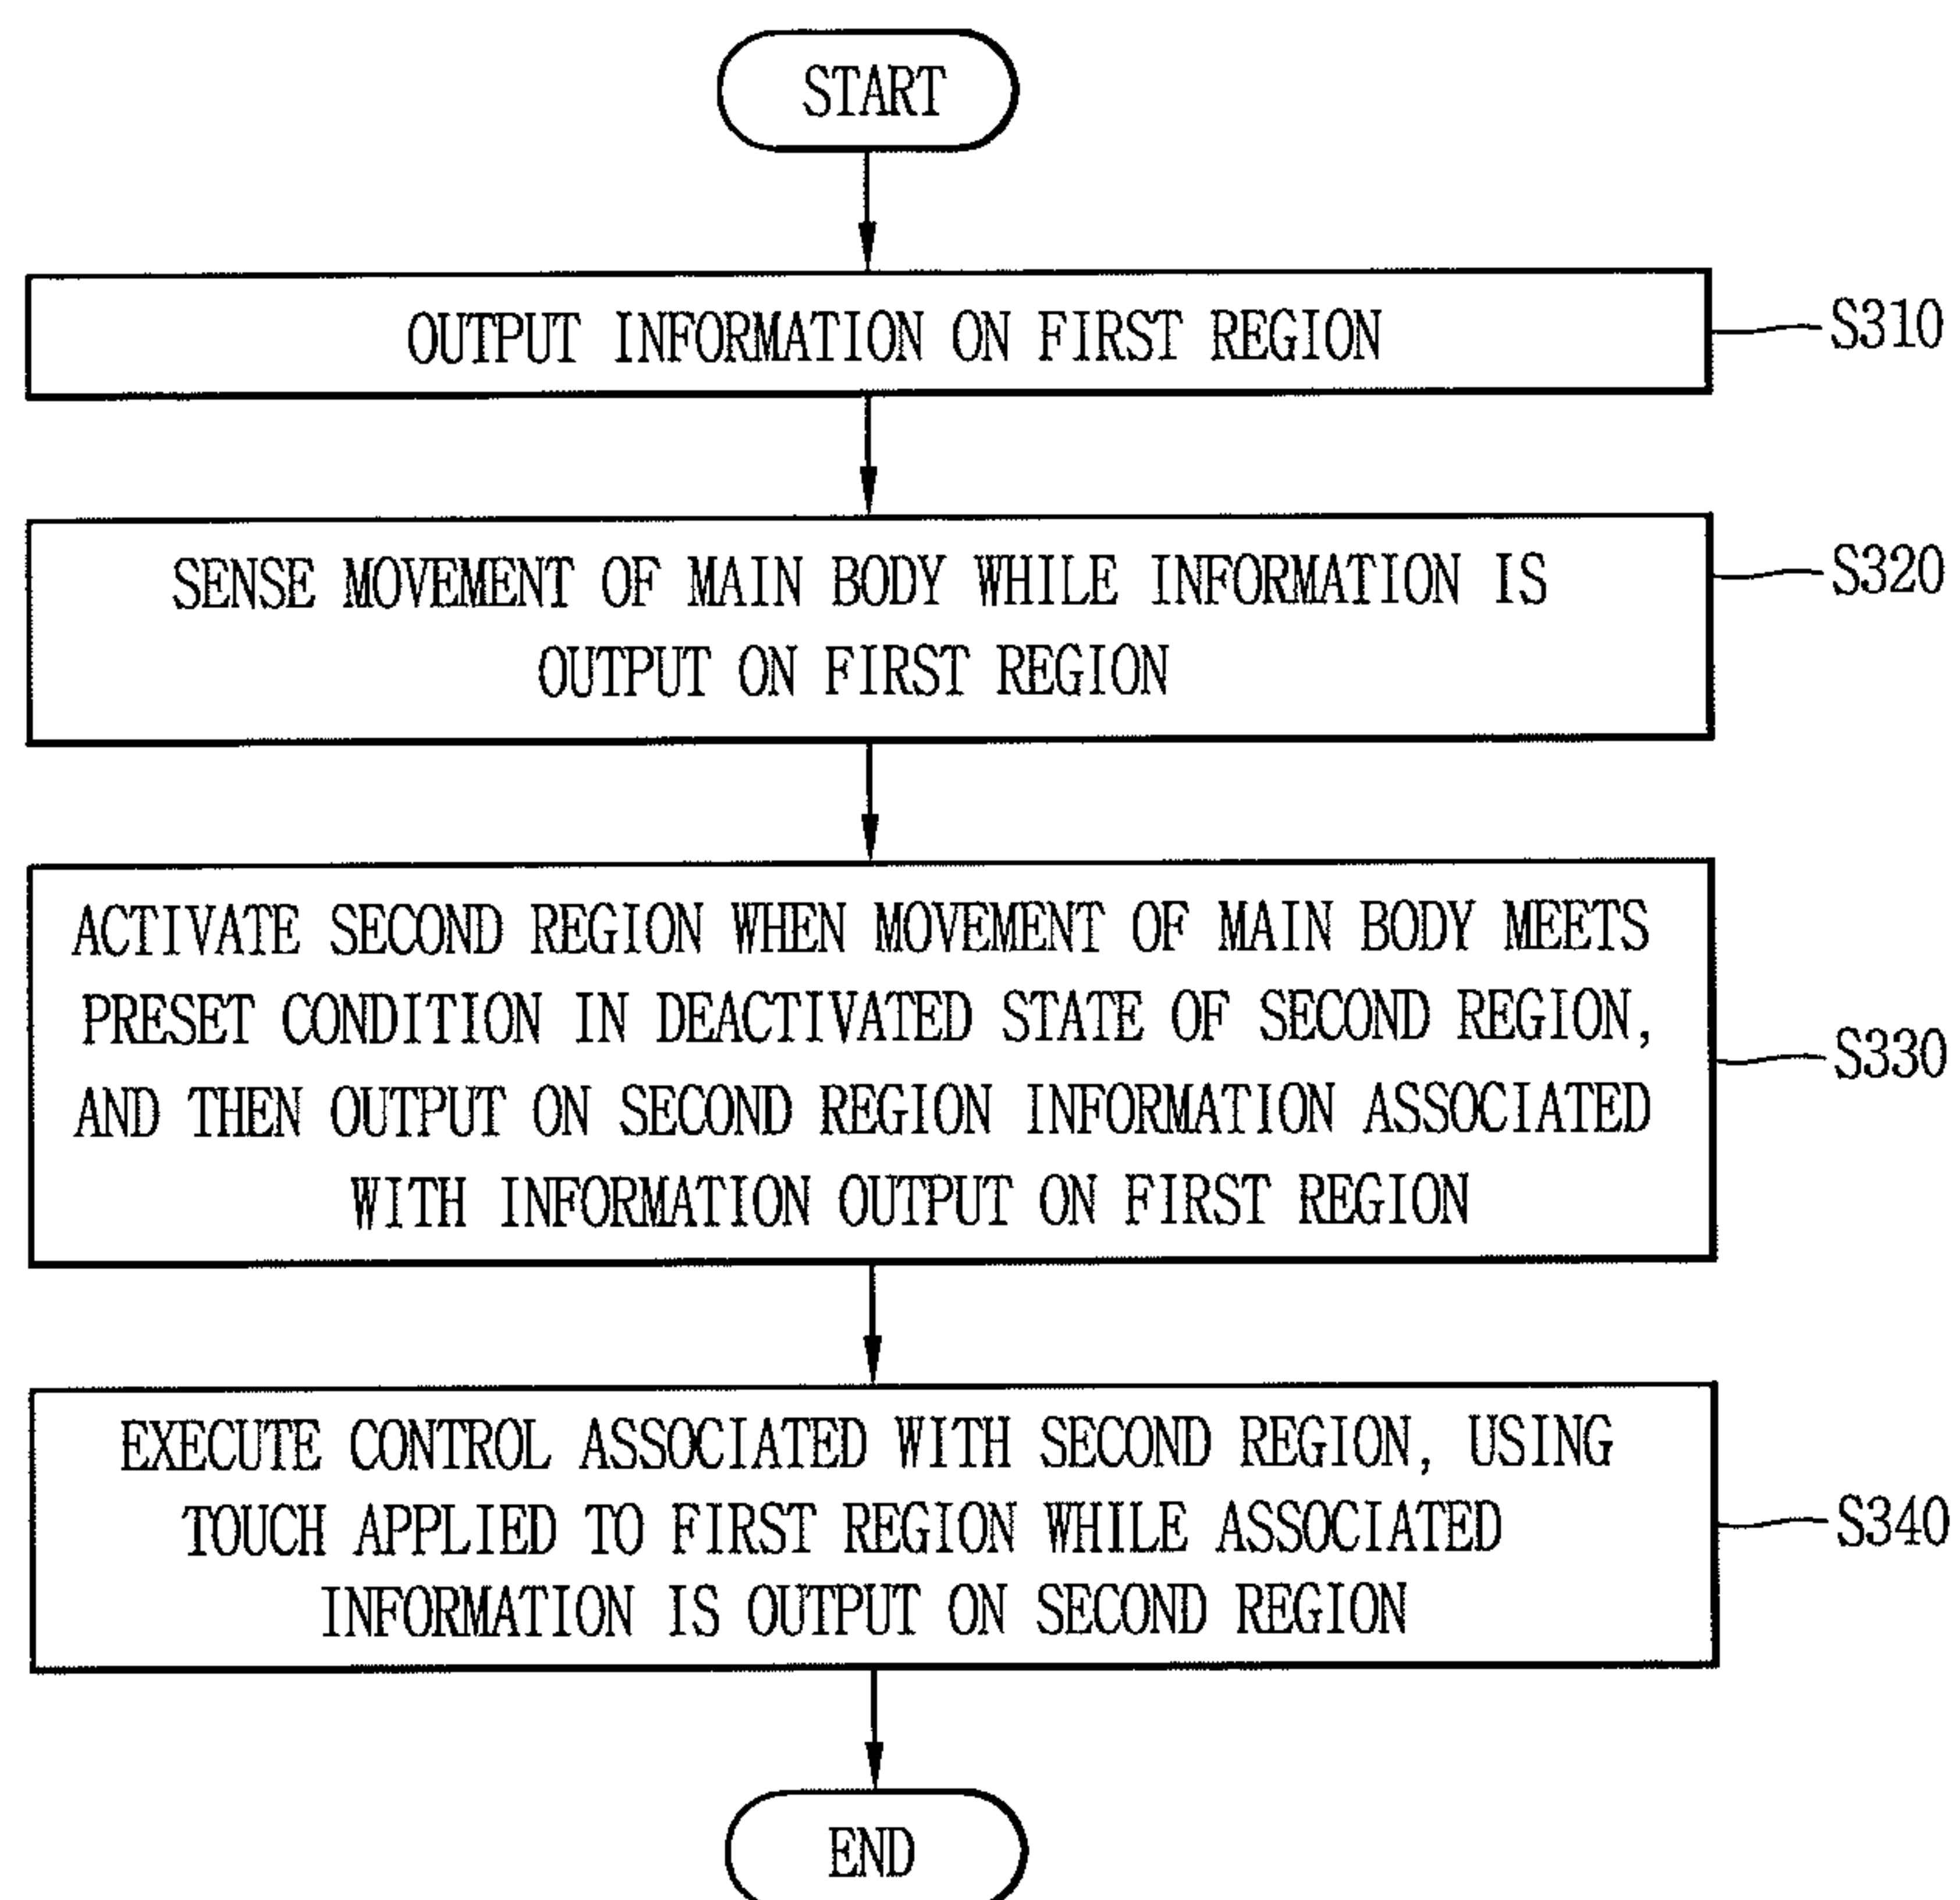 START
OUTPUT INFORMATION ON FIRST REGION
S310
SENSE MOVEMENT OF MAIN BODY WHILE INFORMATION IS
OUTPUT ON FIRST REGION
S320
ACTIVATE SECOND REGION WHEN MOVEMENT OF MAIN BODY MEETS
PRESET CONDITION IN DEACTIVATED STATE OF SECOND REGION,
AND THEN OUTPUT ON SECOND REGION INFORMATION ASSOCIATED
WITH INFORMATION OUTPUT ON FIRST REGION
S330
EXECUTE CONTROL ASSOCIATED WITH SECOND REGION, USING
TOUCH APPLIED TO FIRST REGION WHILE ASSOCIATED
INFORMATION IS OUTPUT ON SECOND REGION
S340
END